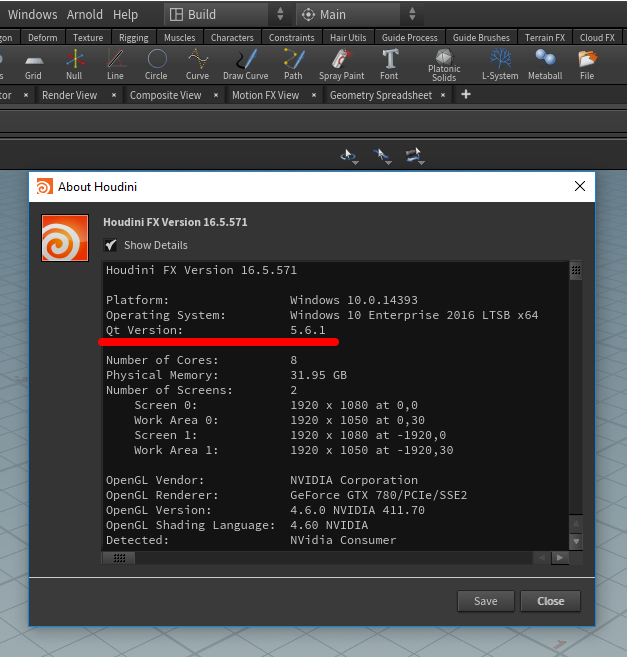 Windows Arnold Help Build Main
Deform Texture Rigging Muscles Characters Constraints Hair Utils Guide Process Guide Brushes Terrain FX Cloud FX
Grid Null Line Circle Curve Draw Curve Path Spray Paint Font Platonic Solids L-System Metaball File
Render View × Composite View × Motion FX View × Geometry Spreadsheet × +
About Houdini
Houdini FX Version 16.5.571
Show Details
Houdini FX Version 16.5.571
Platform: Windows 10.0.14393
Operating System: Windows 10 Enterprise 2016 LTSB x64
Qt Version: 5.6.1
Number of Cores: 8
Physical Memory: 31.95 GB
Number of Screens: 2
Screen 0: 1920 x 1080 at 0,0
Work Area 0: 1920 x 1050 at 0,30
Screen 1: 1920 x 1080 at -1920,0
Work Area 1: 1920 x 1050 at -1920,30
OpenGL Vendor: NVIDIA Corporation
OpenGL Renderer: GeForce GTX 780/PCIe/SSE2
OpenGL Version: 4.6.0 NVIDIA 411.70
OpenGL Shading Language: 4.60 NVIDIA
Detected: NVidia Consumer
Save Close